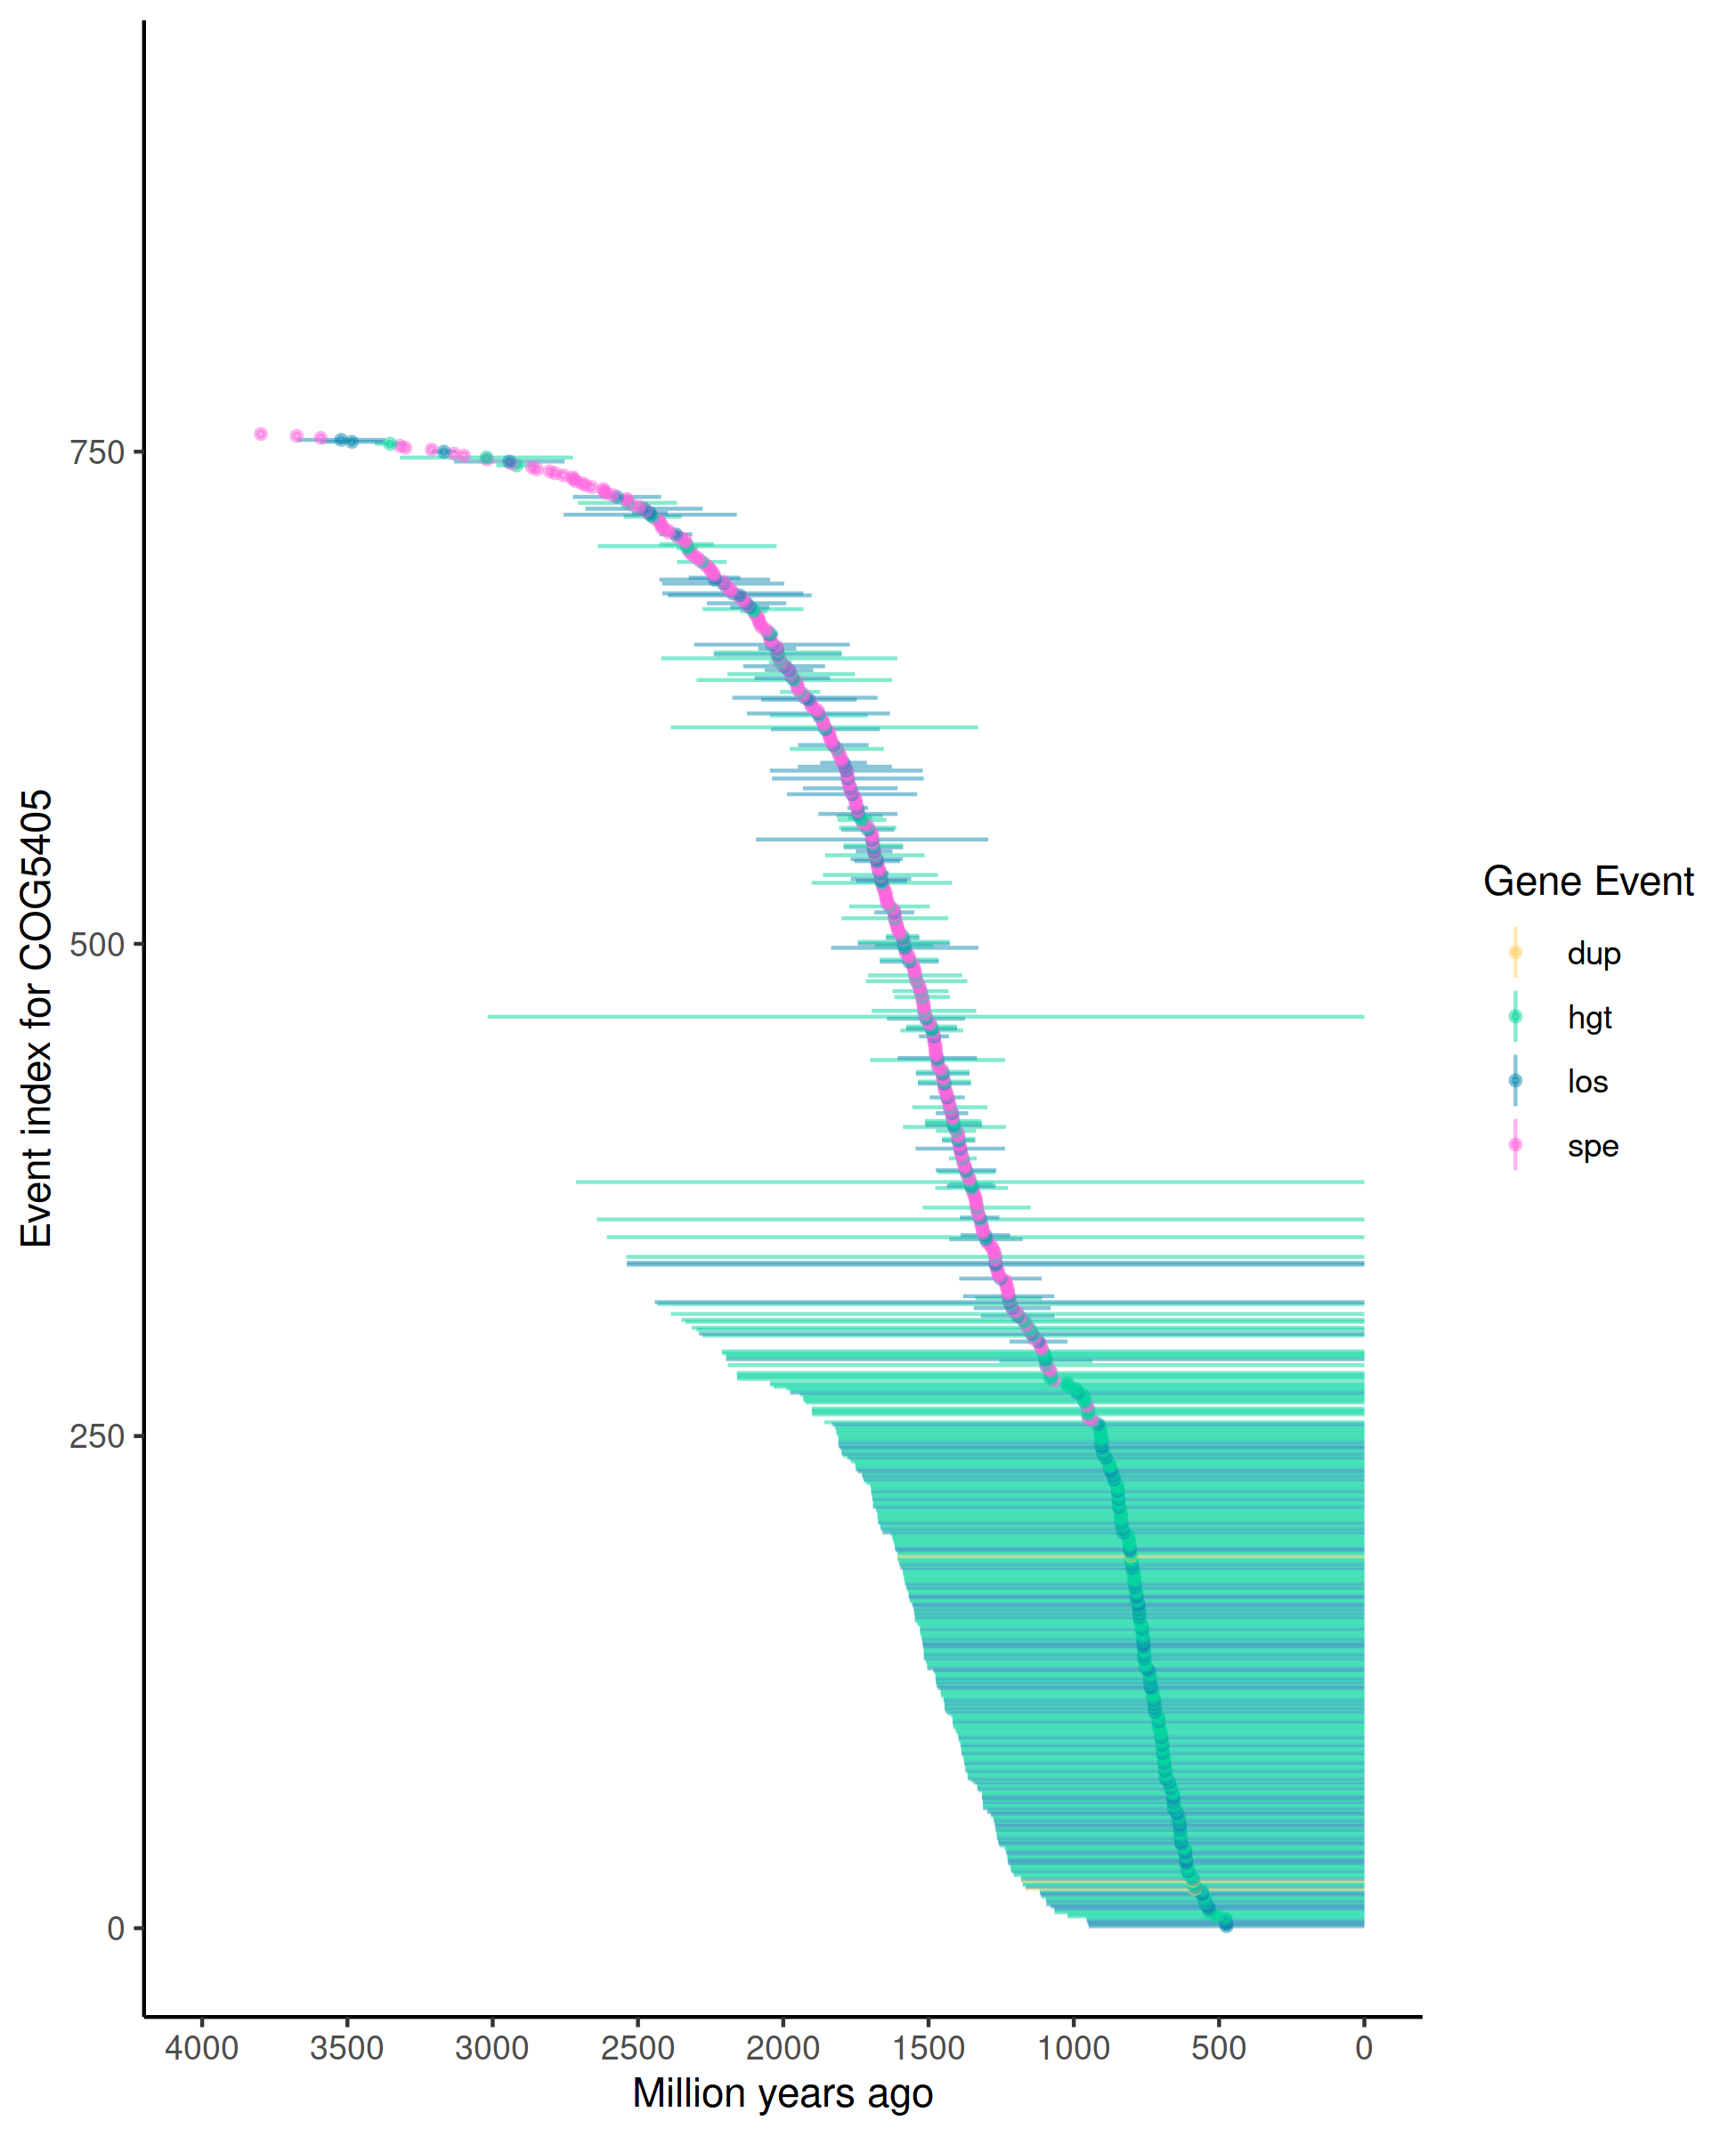 Event index for COG5405
750
500
250
0
4000 3500 3000 2500 2000 1500 1000 500 0
Million years ago
Gene Event
dup
hgt
los
spe